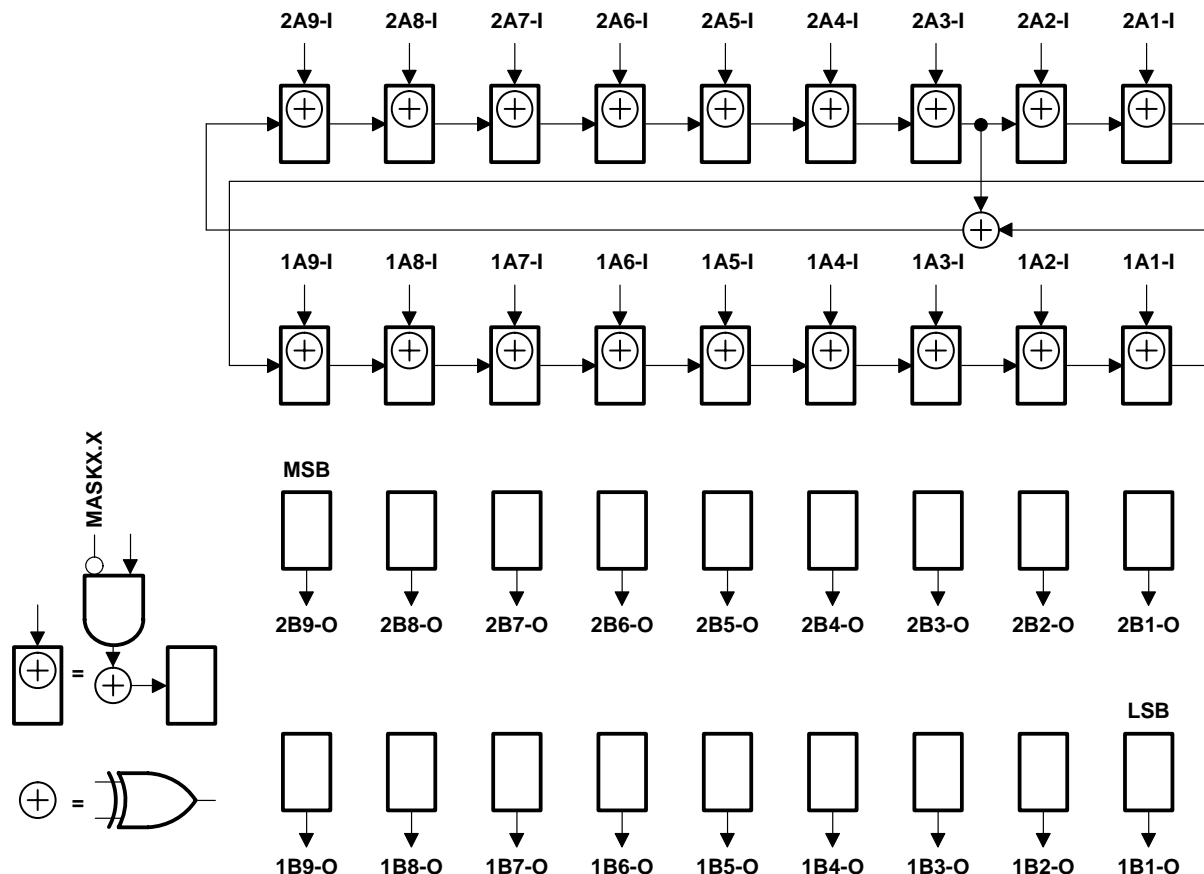 2A9-I 2A8-I 2A7-I 2A6-I 2A5-I 2A4-I 2A3-I 2A2-I 2A1-I
1A9-I 1A8-I 1A7-I 1A6-I 1A5-I 1A4-I 1A3-I 1A2-I 1A1-I
MASKX.X
MSB
2B9-O 2B8-O 2B7-O 2B6-O 2B5-O 2B4-O 2B3-O 2B2-O 2B1-O
=
LSB
=
1B9-O 1B8-O 1B7-O 1B6-O 1B5-O 1B4-O 1B3-O 1B2-O 1B1-O